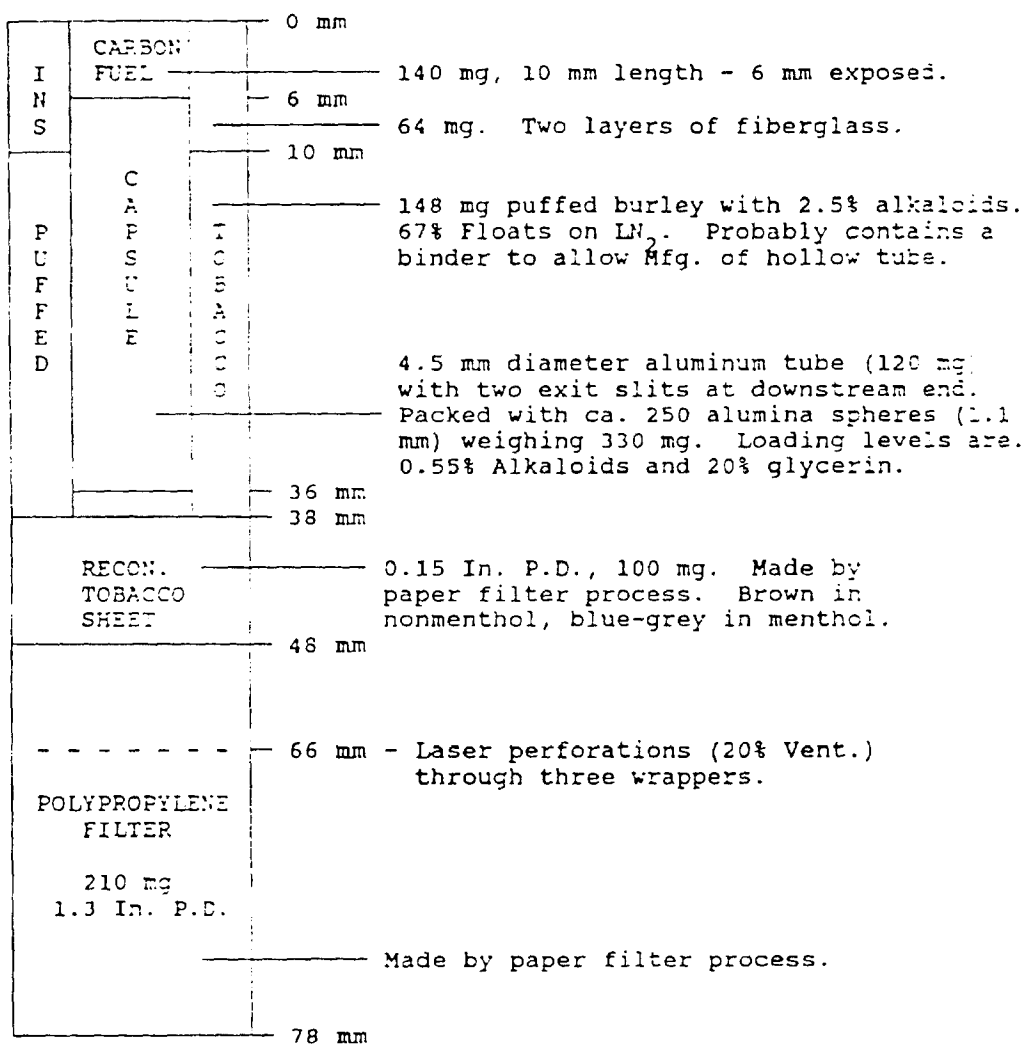 0 mm
CARBON
FUEL
140 mg, 10 mm length - 6 mm exposed.
INS
6 mm
64 mg. Two layers of fiberglass.
10 mm
CAPSULE
148 mg puffed burley with 2.5% alkaloids.
67% Floats on LN2. Probably contains a
binder to allow Mfg. of hollow tube.
PUFFED
TOBACCO
4.5 mm diameter aluminum tube (120 mg)
with two exit slits at downstream end.
Packed with ca. 250 alumina spheres (1.1
mm) weighing 330 mg. Loading levels are.
0.55% Alkaloids and 20% glycerin.
36 mm
38 mm
RECON.
TOBACCO
SHEET
0.15 In. P.D., 100 mg. Made by
paper filter process. Brown in
nonmenthol, blue-grey in menthol.
48 mm
66 mm - Laser perforations (20% Vent.)
through three wrappers.
POLYPROPYLENE
FILTER
210 mg
1.3 In. P.D.
Made by paper filter process.
78 mm